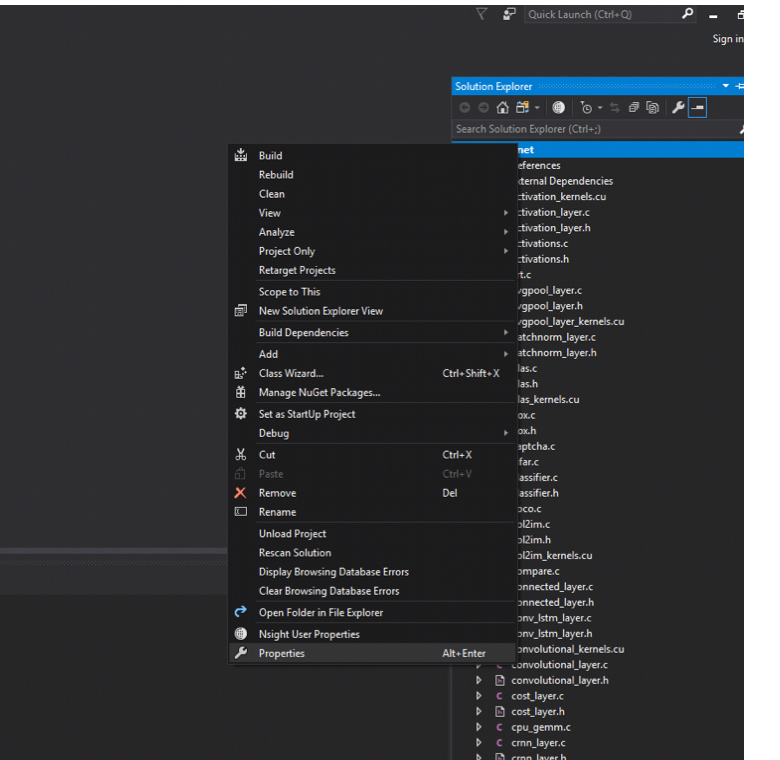 Quick Launch (Ctrl+Q)
Sign in
Solution Explorer
Search Solution Explorer (Ctrl+;)
Build
Rebuild
Clean
View
Analyze
Project Only
Retarget Projects
Scope to This
New Solution Explorer View
Build Dependencies
Add
Class Wizard... Ctrl+Shift+X
Manage NuGet Packages...
Set as StartUp Project
Debug
Cut Ctrl+X
Paste Ctrl+V
Remove Del
Rename
Unload Project
Rescan Solution
Display Browsing Database Errors
Clear Browsing Database Errors
Open Folder in File Explorer
Nsight User Properties
Properties Alt+Enter
net
eferences
ternal Dependencies
ctivation_kernels.cu
ctivation_layer.c
ctivation_layer.h
ctivations.c
ctivations.h
rt.c
vgpool_layer.c
vgpool_layer.h
vgpool_layer_kernels.cu
atchnorm_layer.c
atchnorm_layer.h
las.c
las.h
las_kernels.cu
ox.c
ox.h
aptcha.c
ifar.c
lassifier.c
lassifier.h
oco.c
ol2im.c
ol2im.h
ol2im_kernels.cu
ompare.c
onnected_layer.c
onnected_layer.h
onv_lstm_layer.c
onv_lstm_layer.h
onvolutional_kernels.cu
convolutional_layer.c
convolutional_layer.h
cost_layer.c
cost_layer.h
cpu_gemm.c
crnn_layer.c
crnn_layer.h